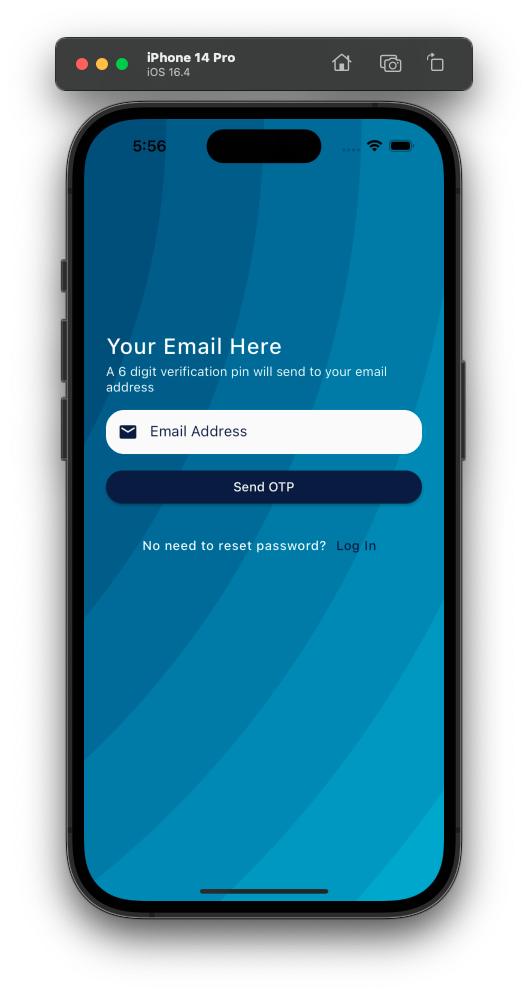 iPhone 14 Pro
iOS 16.4
5:56
Your Email Here
A 6 digit verification pin will send to your email
address
Email Address
Send OTP
No need to reset password? Log In